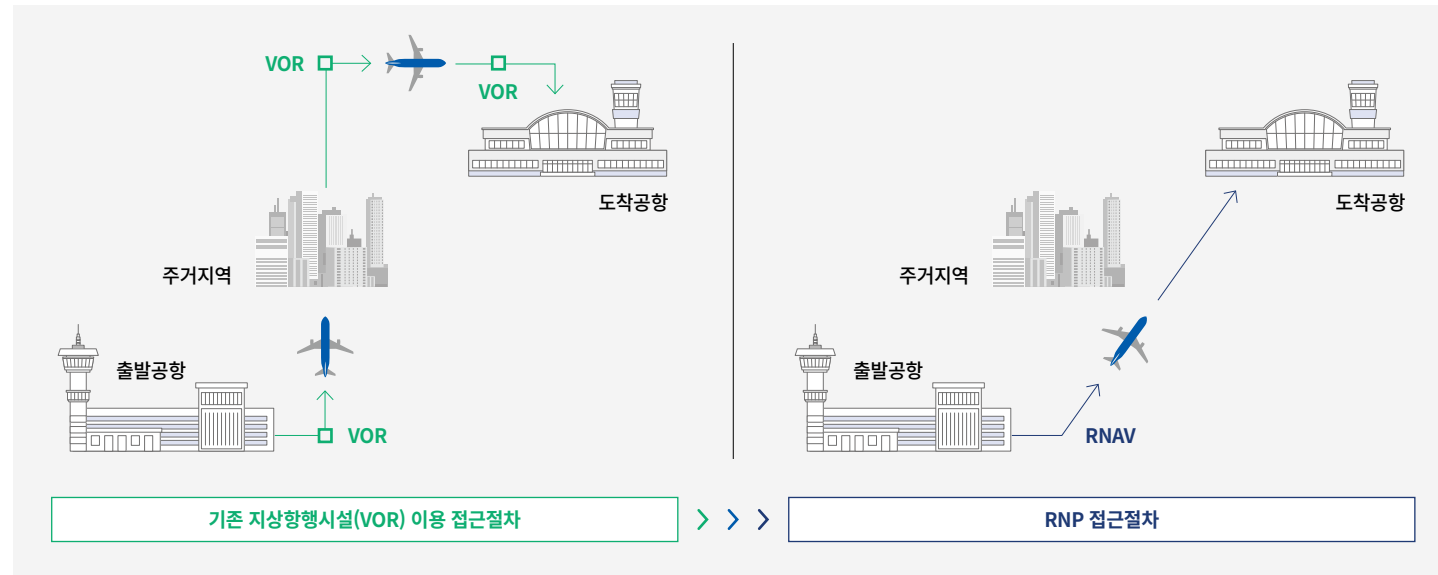 VOR
VOR
도착공항
주거지역
출발공항
VOR
기존 지상항행시설(VOR) 이용 접근절차
도착공항
주거지역
출발공항
RNAV
RNP 접근절차